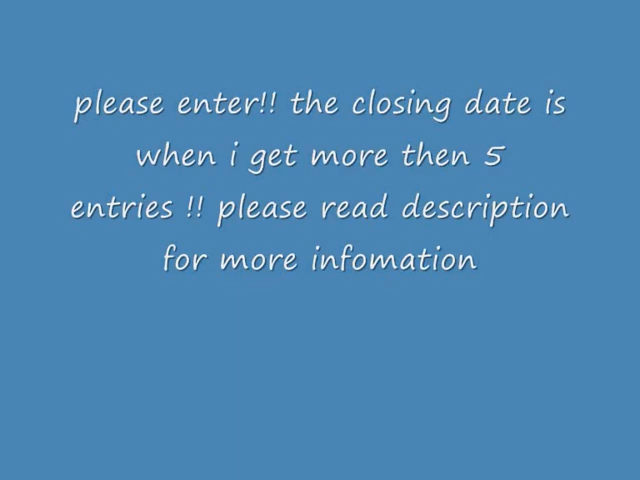 please enter!! the closing date is
when i get more then 5
entries !! please read description
for more infomation